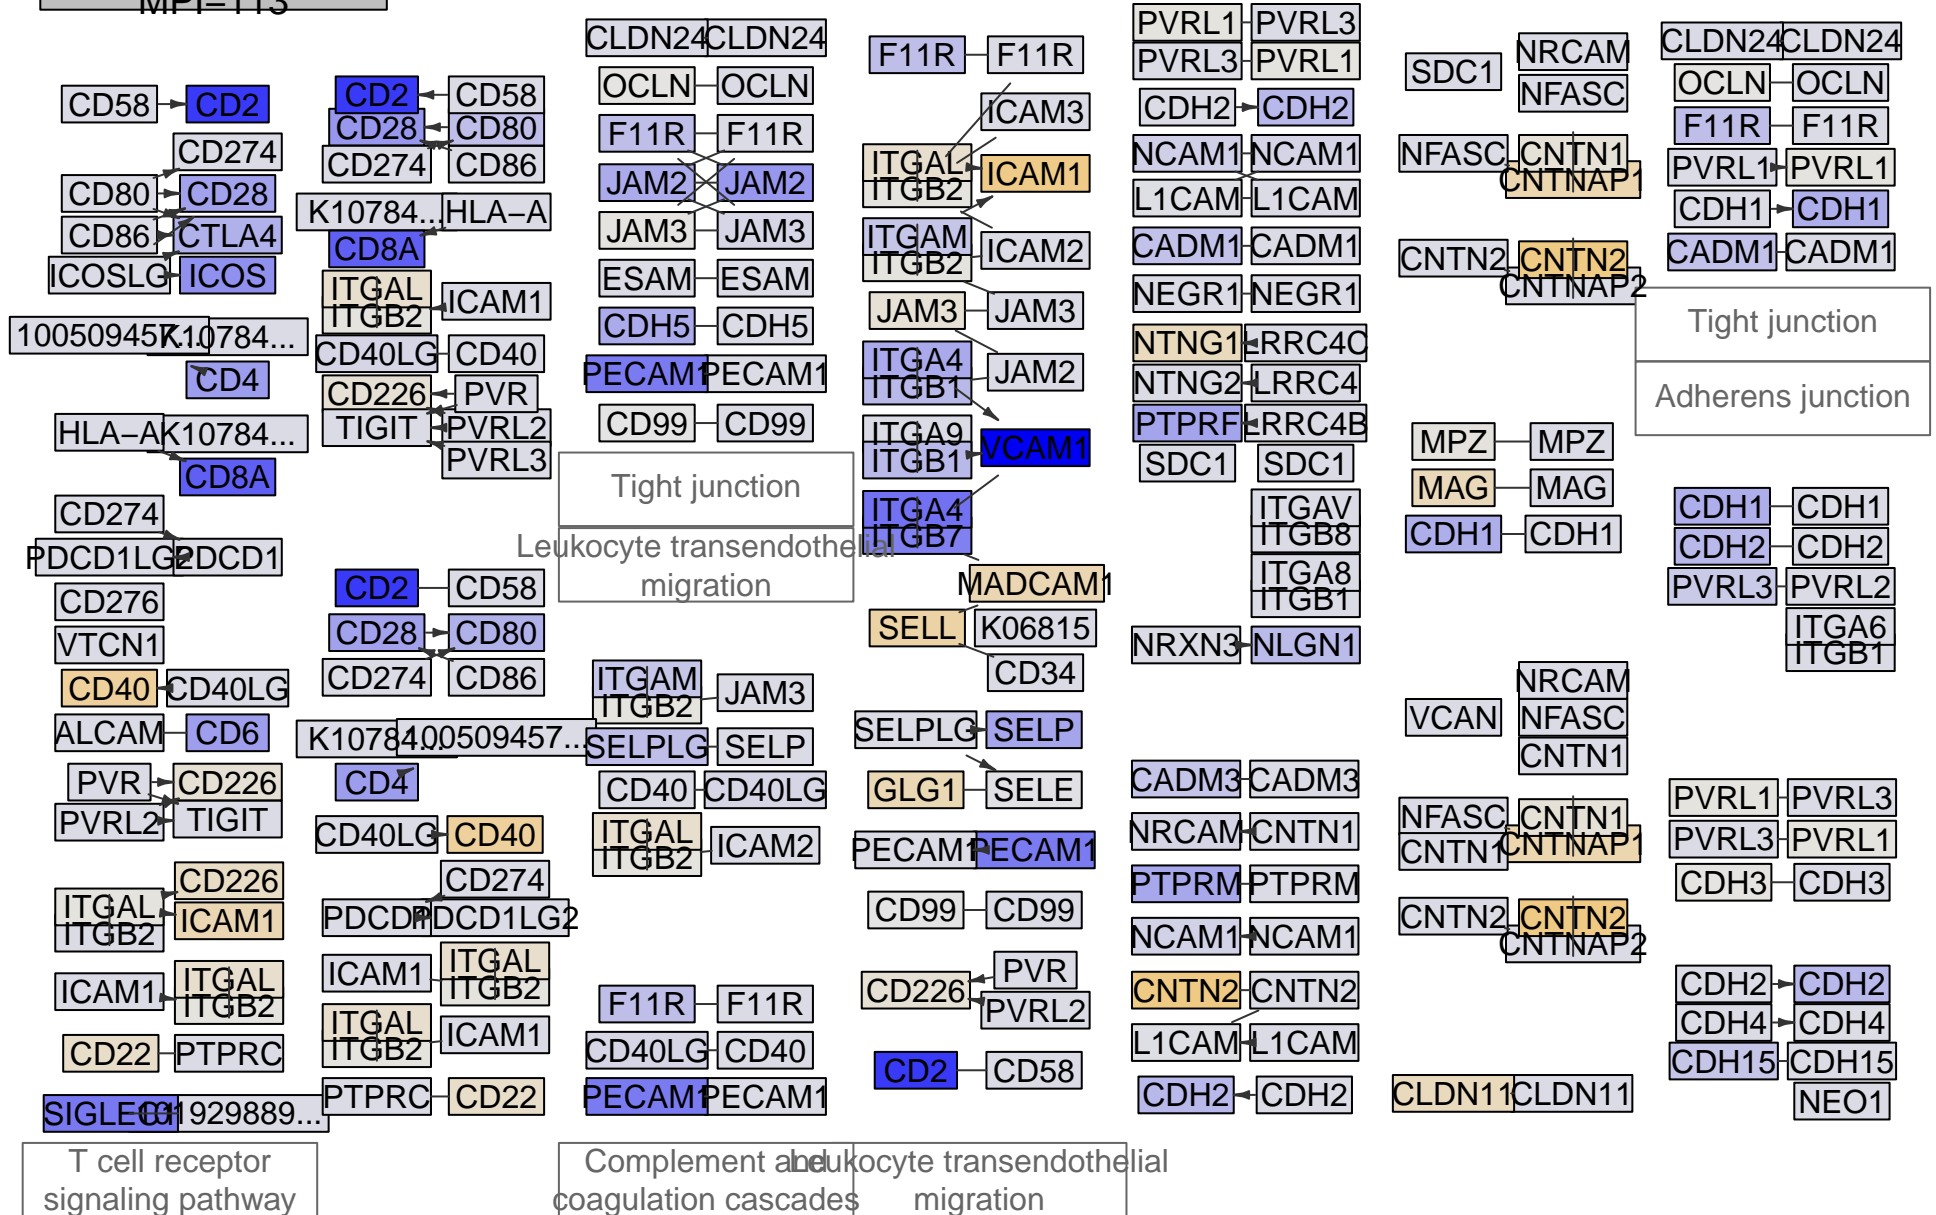 MPI−113
CD58
CD2
CD274
CD80
CD28
CD86
CTLA4
ICOSLG
ICOS
100509457...
K10784...
CD4
HLA−A
K10784...
CD8A
CD274
PDCD1LG2
PDCD1
CD276
VTCN1
CD40
CD40LG
ALCAM
CD6
PVR
CD226
PVRL2
TIGIT
CD226
ITGAL
ITGB2
ICAM1
ICAM1
ITGAL
ITGB2
CD22
PTPRC
T cell receptor
signaling pathway
CD2
CD58
CD28
CD80
CD274
CD86
K10784...
HLA−A
CD8A
ITGAL
ITGB2
ICAM1
CD40LG
CD40
CD226
PVR
TIGIT
PVRL2
PVRL3
CD2
CD58
CD28
CD80
CD274
CD86
K10784...
100509457...
CD4
CD40LG
CD40
CD274
PDCD1LG2
ICAM1
ITGAL
ITGB2
ITGAL
ITGB2
ICAM1
PTPRC
CD22
CLDN24
CLDN24
OCLN
OCLN
F11R
F11R
JAM2
JAM2
JAM3
JAM3
ESAM
ESAM
CDH5
CDH5
PECAM1
PECAM1
CD99
CD99
Tight junction
Leukocyte transendothelial
migration
ITGAM
ITGB2
JAM3
SELPLG
SELP
CD40
CD40LG
ITGAL
ITGB2
ICAM2
F11R
F11R
CD40LG
CD40
PECAM1
PECAM1
Complement and
coagulation cascades
F11R
F11R
ICAM3
ITGAL
ITGB2
ICAM1
ITGAM
ITGB2
ICAM2
JAM3
JAM3
ITGA4
ITGB1
JAM2
ITGA9
ITGB1
VCAM1
ITGA4
ITGB7
MADCAM1
SELL
K06815
CD34
SELPLG
SELP
GLG1
SELE
PECAM1
PECAM1
CD99
CD99
CD226
PVR
PVRL2
CD2
CD58
Leukocyte transendothelial
migration
PVRL1
PVRL3
PVRL3
PVRL1
CDH2
CDH2
NCAM1
NCAM1
L1CAM
L1CAM
CADM1
CADM1
NEGR1
NEGR1
NTNG1
LRRC4C
NTNG2
LRRC4
PTPRF
LRRC4B
SDC1
SDC1
ITGAV
ITGB8
ITGA8
ITGB1
NRXN3
NLGN1
CADM3
CADM3
NRCAM
CNTN1
PTPRM
PTPRM
NCAM1
NCAM1
CNTN2
CNTN2
L1CAM
L1CAM
CDH2
CDH2
SDC1
NRCAM
NFASC
NFASC
CNTN1
CNTNAP1
CNTN2
CNTN2
CNTNAP2
MPZ
MPZ
MAG
MAG
CDH1
CDH1
VCAN
NRCAM
NFASC
CNTN1
NFASC
CNTN1
CNTN1
CNTNAP1
CNTN2
CNTN2
CNTNAP2
CLDN11
CLDN11
CLDN24
CLDN24
OCLN
OCLN
F11R
F11R
PVRL1
PVRL1
CDH1
CDH1
CADM1
CADM1
Tight junction
Adherens junction
CDH1
CDH1
CDH2
CDH2
PVRL3
PVRL2
ITGA6
ITGB1
PVRL1
PVRL3
PVRL3
PVRL1
CDH3
CDH3
CDH2
CDH2
CDH4
CDH4
CDH15
CDH15
NEO1